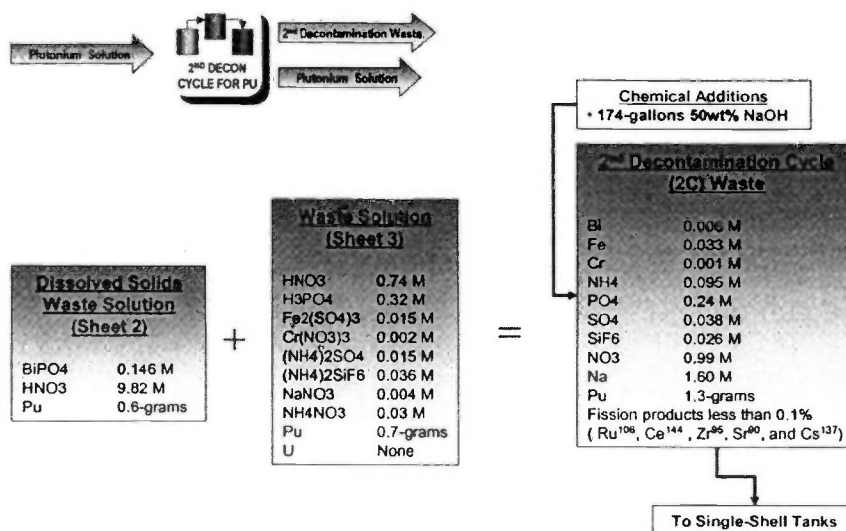 Plutonium Solution
2ND DECON
CYCLE FOR PU
2nd Decontamination Waste
Plutonium Solution
Chemical Additions
• 174-gallons 50wt% NaOH
Dissolved Solids
Waste Solution
(Sheet 2)
BiPO4 0.146 M
HNO3 9.82 M
Pu 0.6-grams
+
Waste Solution
(Sheet 3)
HNO3 0.74 M
H3PO4 0.32 M
Fe2(SO4)3 0.015 M
Cr(NO3)3 0.002 M
(NH4)2SO4 0.015 M
(NH4)2SiF6 0.036 M
NaNO3 0.004 M
NH4NO3 0.03 M
Pu 0.7-grams
U None
=
2nd Decontamination Cycle
(2C) Waste
Bi 0.006 M
Fe 0.033 M
Cr 0.001 M
NH4 0.095 M
PO4 0.24 M
SO4 0.038 M
SiF6 0.026 M
NO3 0.99 M
Na 1.60 M
Pu 1.3-grams
Fission products less than 0.1%
( Ru106, Ce144 , Zr95, Sr90, and Cs137)
To Single-Shell Tanks